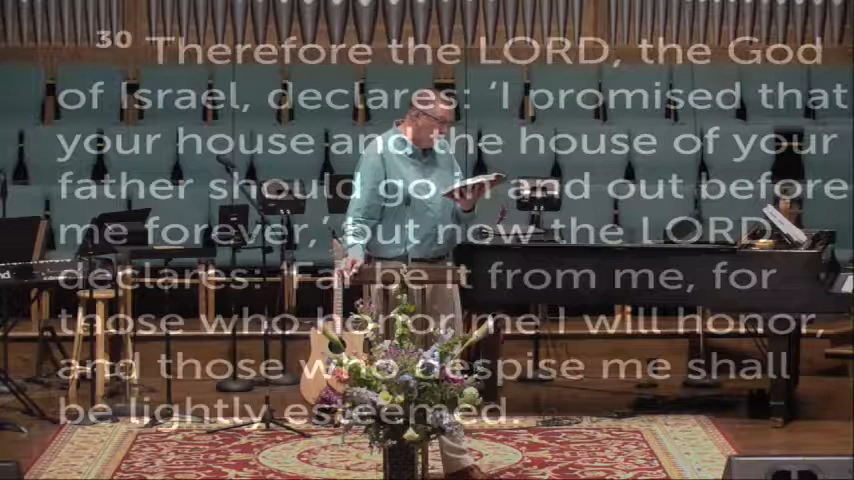 30 Therefore the LORD, the God
of Israel, declares: ‘I promised that
your house and the house of your
father should go in and out before
me forever,’ but now the LORD
declares: ‘Far be it from me, for
those who honor me I will honor,
and those who despise me shall
be lightly esteemed.